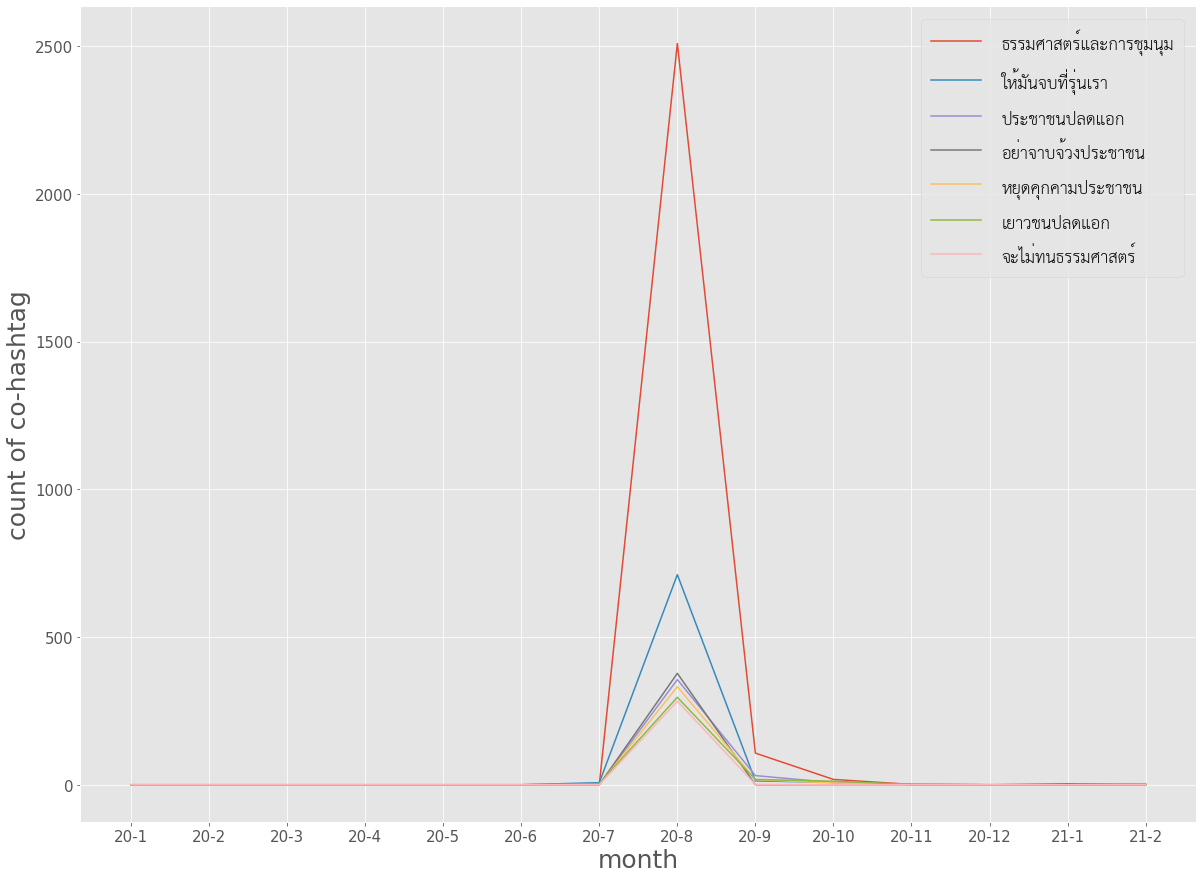 2500
2000
1500
1000
500
0
count of co-hashtag
ธรรมศาสตร์และการชุมนุม
ให้มันจบที่รุ่นเรา
ประชาชนปลดแอก
อย่าจาบจ้วงประชาชน
หยุดคุกคามประชาชน
เยาวชนปลดแอก
จะไม่ทนธรรมศาสตร์
20-1 20-2 20-3 20-4 20-5 20-6 20-7 20-8 20-9 20-10 20-11 20-12 21-1 21-2
month